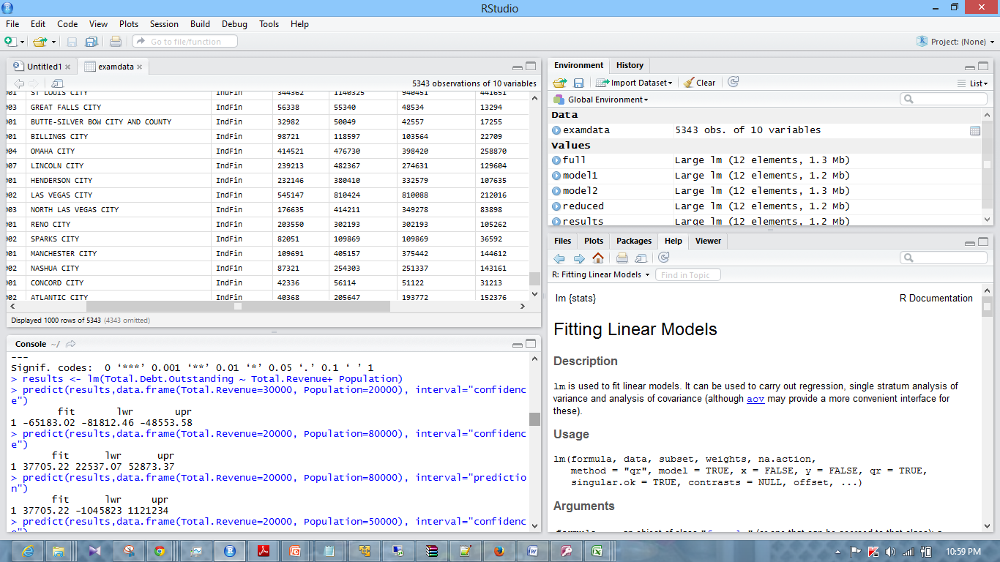 RStudio
File Edit Code View Plots Session Build Debug Tools Help
Go to file/function
Project: (None)
Untitled1 examdata
5343 observations of 10 variables
001 ST LOUIS CITY IndFin 344362 1140325 940451 441651
003 GREAT FALLS CITY IndFin 56338 55340 48534 13294
001 BUTTE-SILVER BOW CITY AND COUNTY IndFin 32982 50049 42557 17255
001 BILLINGS CITY IndFin 98721 118597 103564 22709
004 OMAHA CITY IndFin 414521 476730 398420 258870
007 LINCOLN CITY IndFin 239213 482367 274631 129604
001 HENDERSON CITY IndFin 232146 380410 332579 107635
002 LAS VEGAS CITY IndFin 545147 810424 810088 212016
003 NORTH LAS VEGAS CITY IndFin 176635 414211 349278 83898
001 RENO CITY IndFin 203550 302193 302193 105262
002 SPARKS CITY IndFin 82051 109869 109869 36592
001 MANCHESTER CITY IndFin 109691 405157 375442 144612
002 NASHUA CITY IndFin 87321 254303 251337 143161
001 CONCORD CITY IndFin 42336 56114 51122 31213
002 ATLANTIC CITY IndFin 40368 205647 193772 152376
Displayed 1000 rows of 5343 (4343 omitted)
Console ~/
---
Signif. codes:  0 ‘***’ 0.001 ‘**’ 0.01 ‘*’ 0.05 ‘.’ 0.1 ‘ ’ 1
> results <- lm(Total.Debt.Outstanding ~ Total.Revenue+ Population)
> predict(results,data.frame(Total.Revenue=30000, Population=20000), interval="confidenc
e")
fit lwr upr
1 -65183.02 -81812.46 -48553.58
> predict(results,data.frame(Total.Revenue=20000, Population=80000), interval="confidenc
e")
fit lwr upr
1 37705.22 22537.07 52873.37
> predict(results,data.frame(Total.Revenue=20000, Population=80000), interval="predictio
n")
fit lwr upr
1 37705.22 -1045823 1121234
> predict(results,data.frame(Total.Revenue=20000, Population=50000), interval="confidenc
e")
Environment History
Import Dataset Clear List
Global Environment
Data
examdata 5343 obs. of 10 variables
Values
full Large lm (12 elements, 1.3 Mb)
model1 Large lm (12 elements, 1.2 Mb)
model2 Large lm (12 elements, 1.3 Mb)
reduced Large lm (12 elements, 1.2 Mb)
results Large lm (12 elements, 1.2 Mb)
Files Plots Packages Help Viewer
R: Fitting Linear Models Find in Topic
lm {stats} R Documentation
Fitting Linear Models
Description
lm is used to fit linear models. It can be used to carry out regression, single stratum analysis of
variance and analysis of covariance (although aov may provide a more convenient interface for
these).
Usage
lm(formula, data, subset, weights, na.action,
method = "qr", model = TRUE, x = FALSE, y = FALSE, qr = TRUE,
singular.ok = TRUE, contrasts = NULL, offset, ...)
Arguments
10:59 PM